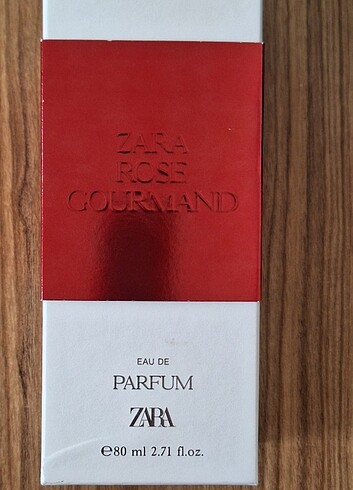 ZARA
ROSE
GOURMAND
EAU DE
PARFUM
ZARA
℮80 ml 2.71 fl.oz.